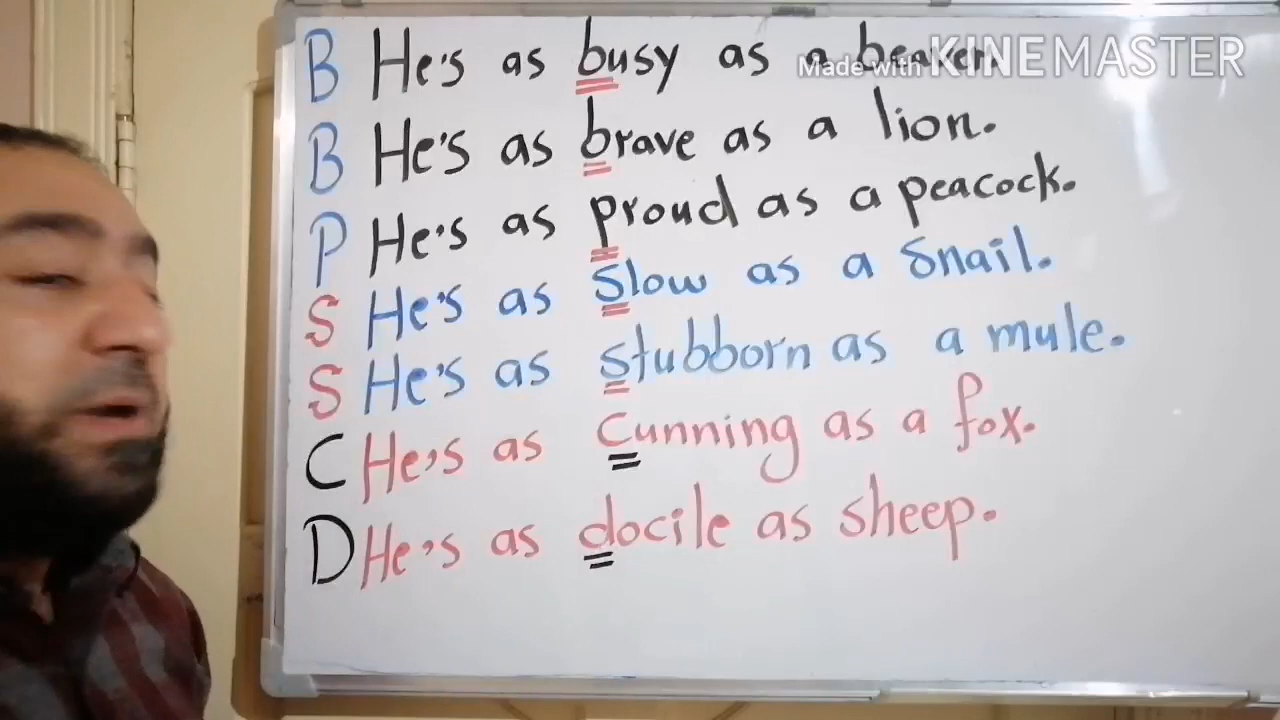 B He's as busy as a beaver.
Made with KINEMASTER
B He's as brave as a lion.
P He's as proud as a peacock.
S He's as slow as a snail.
S He's as stubborn as a mule.
C He's as cunning as a fox.
D He's as docile as sheep.